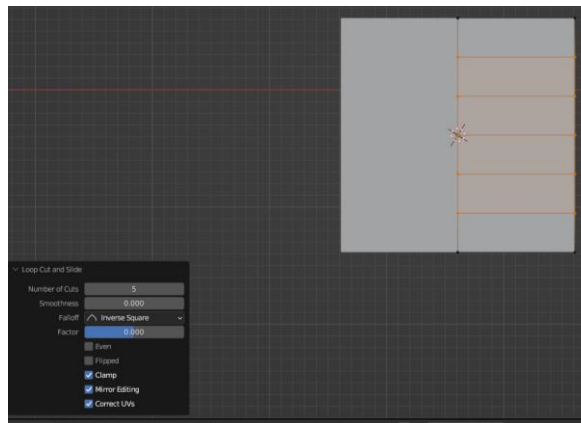 Loop Cut and Slide
Number of Cuts 5
Smoothness 0.000
Falloff Inverse Square
Factor 0.000
Even
Flipped
Clamp
Mirror Editing
Correct UVs